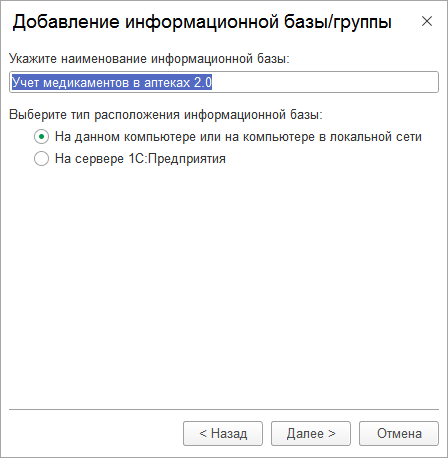 Добавление информационной базы/группы
Укажите наименование информационной базы:
Учет медикаментов в аптеках 2.0
Выберите тип расположения информационной базы:
На данном компьютере или на компьютере в локальной сети
На сервере 1С:Предприятия
< Назад
Далее >
Отмена